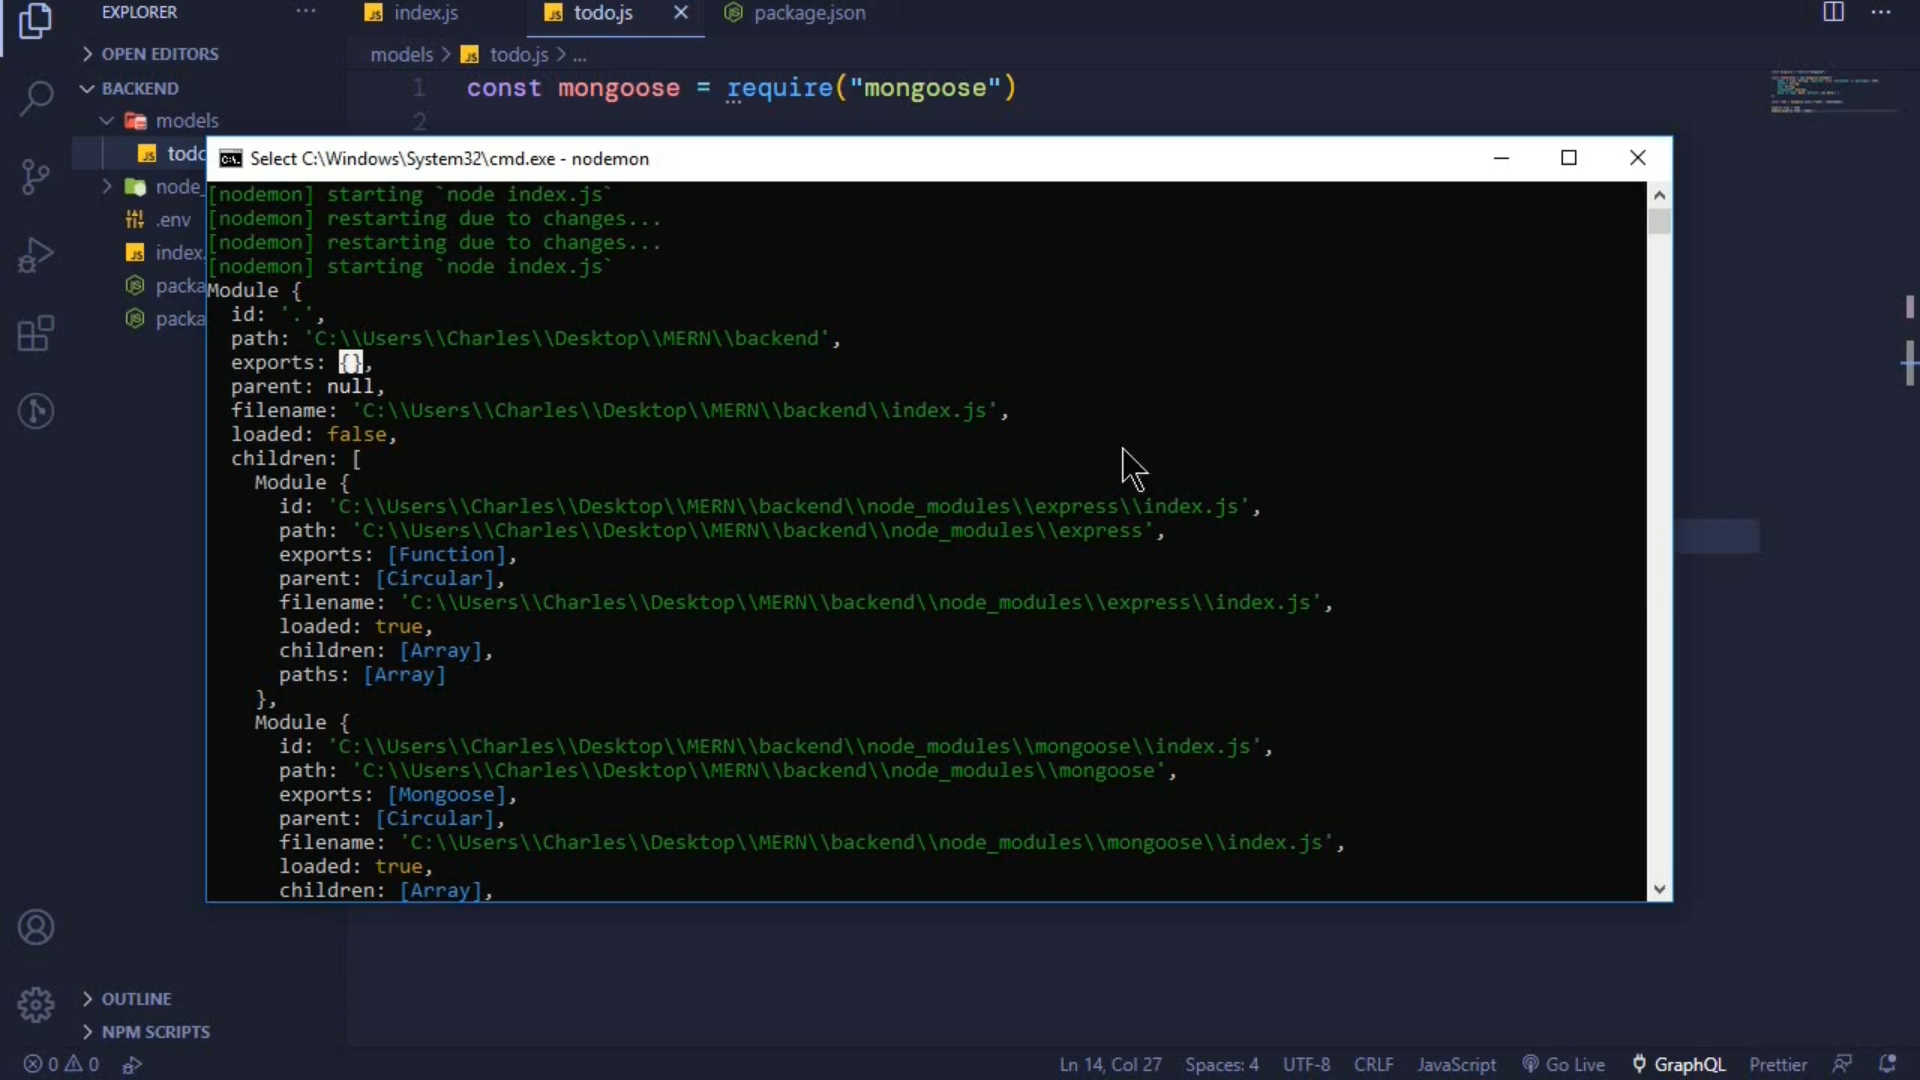 EXPLORER
index.js
todo.js
package.json
OPEN EDITORS
models > todo.js > ...
BACKEND
1 const mongoose = require("mongoose")
models
2
todo
Select C:\Windows\System32\cmd.exe - nodemon
node_
.env
index.
packa
packa
[nodemon] starting `node index.js`
[nodemon] restarting due to changes...
[nodemon] restarting due to changes...
[nodemon] starting `node index.js`
Module {
id: '.',
path: 'C:\\Users\\Charles\\Desktop\\MERN\\backend',
exports: {},
parent: null,
filename: 'C:\\Users\\Charles\\Desktop\\MERN\\backend\\index.js',
loaded: false,
children: [
Module {
id: 'C:\\Users\\Charles\\Desktop\\MERN\\backend\\node_modules\\express\\index.js',
path: 'C:\\Users\\Charles\\Desktop\\MERN\\backend\\node_modules\\express',
exports: [Function],
parent: [Circular],
filename: 'C:\\Users\\Charles\\Desktop\\MERN\\backend\\node_modules\\express\\index.js',
loaded: true,
children: [Array],
paths: [Array]
},
Module {
id: 'C:\\Users\\Charles\\Desktop\\MERN\\backend\\node_modules\\mongoose\\index.js',
path: 'C:\\Users\\Charles\\Desktop\\MERN\\backend\\node_modules\\mongoose',
exports: [Mongoose],
parent: [Circular],
filename: 'C:\\Users\\Charles\\Desktop\\MERN\\backend\\node_modules\\mongoose\\index.js',
loaded: true,
children: [Array],
OUTLINE
NPM SCRIPTS
0 0
Ln 14, Col 27
Spaces: 4
UTF-8
CRLF
JavaScript
Go Live
GraphQL
Prettier